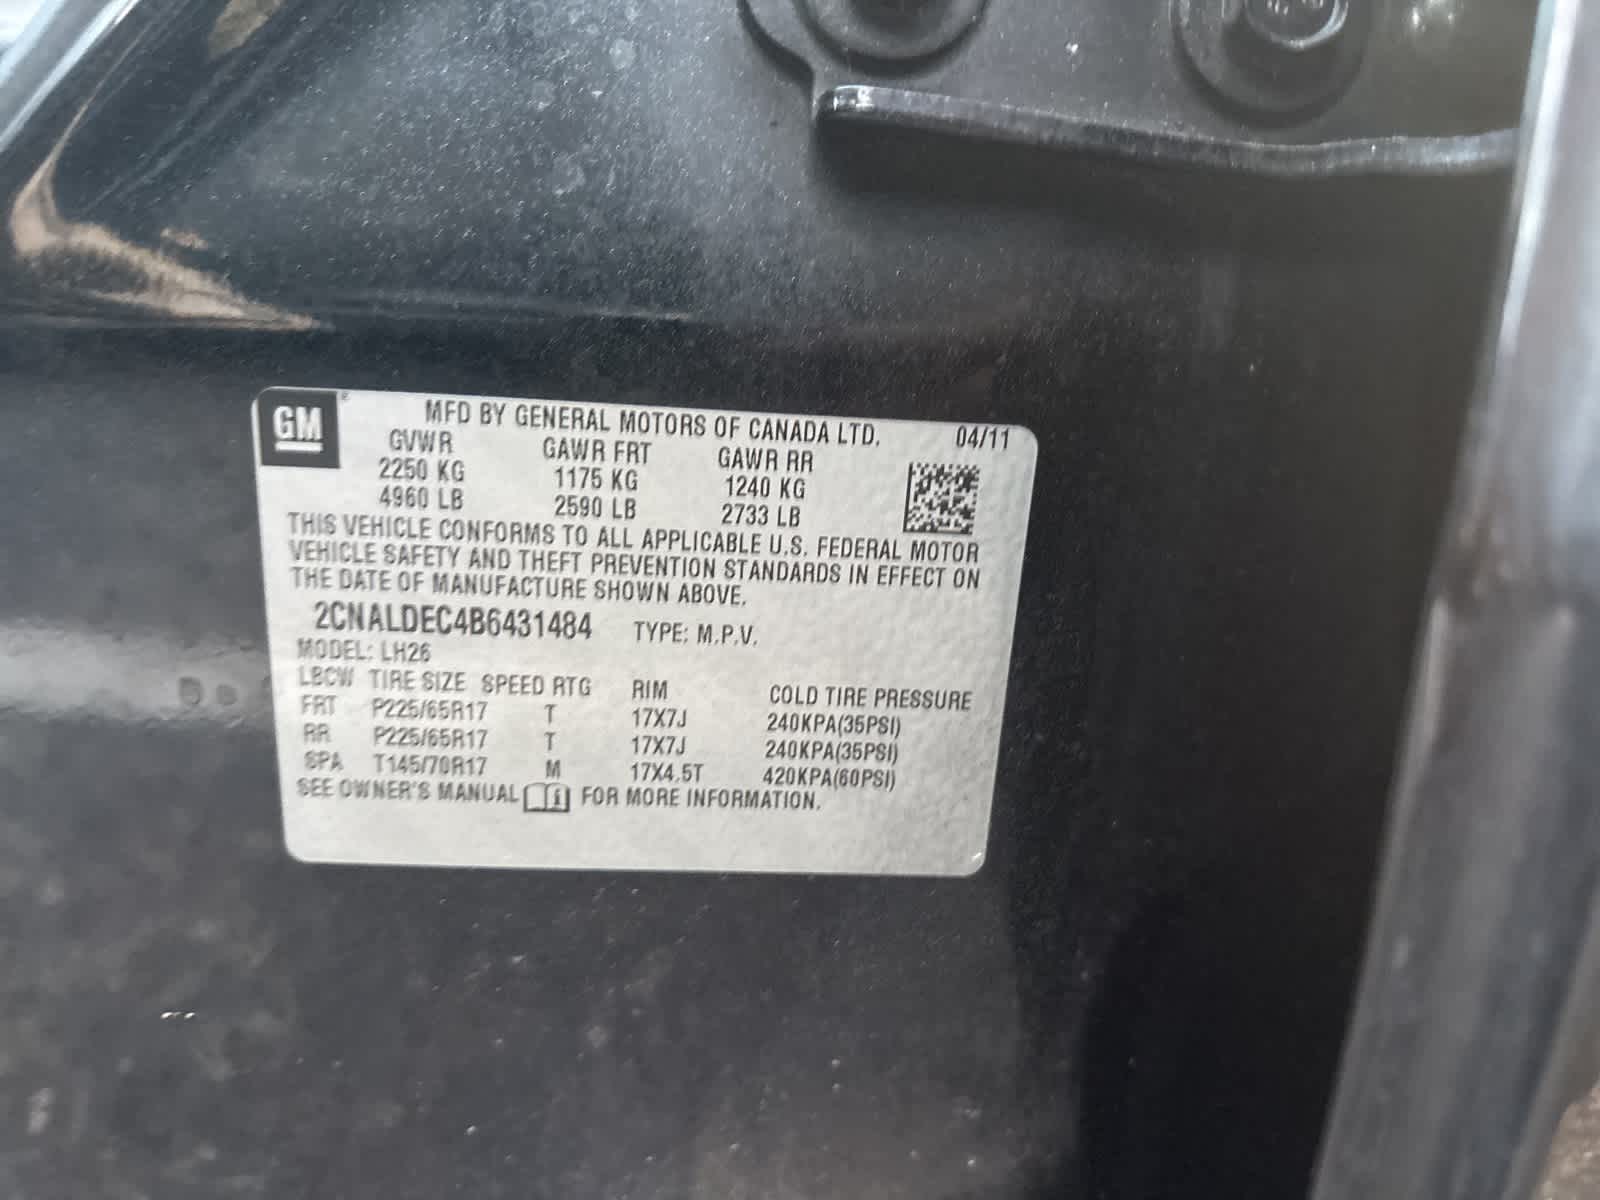 GM ® MFD BY GENERAL MOTORS OF CANADA LTD. 04/11
GVWR GAWR FRT GAWR RR
2250 KG 1175 KG 1240 KG
4960 LB 2590 LB 2733 LB
THIS VEHICLE CONFORMS TO ALL APPLICABLE U.S. FEDERAL MOTOR
VEHICLE SAFETY AND THEFT PREVENTION STANDARDS IN EFFECT ON
THE DATE OF MANUFACTURE SHOWN ABOVE.
2CNALDEC4B6431484 TYPE: M.P.V.
MODEL: LH26
LBCW TIRE SIZE SPEED RTG RIM COLD TIRE PRESSURE
FRT P225/65R17 T 17X7J 240KPA(35PSI)
RR P225/65R17 T 17X7J 240KPA(35PSI)
SPA T145/70R17 M 17X4.5T 420KPA(60PSI)
SEE OWNER'S MANUAL FOR MORE INFORMATION.